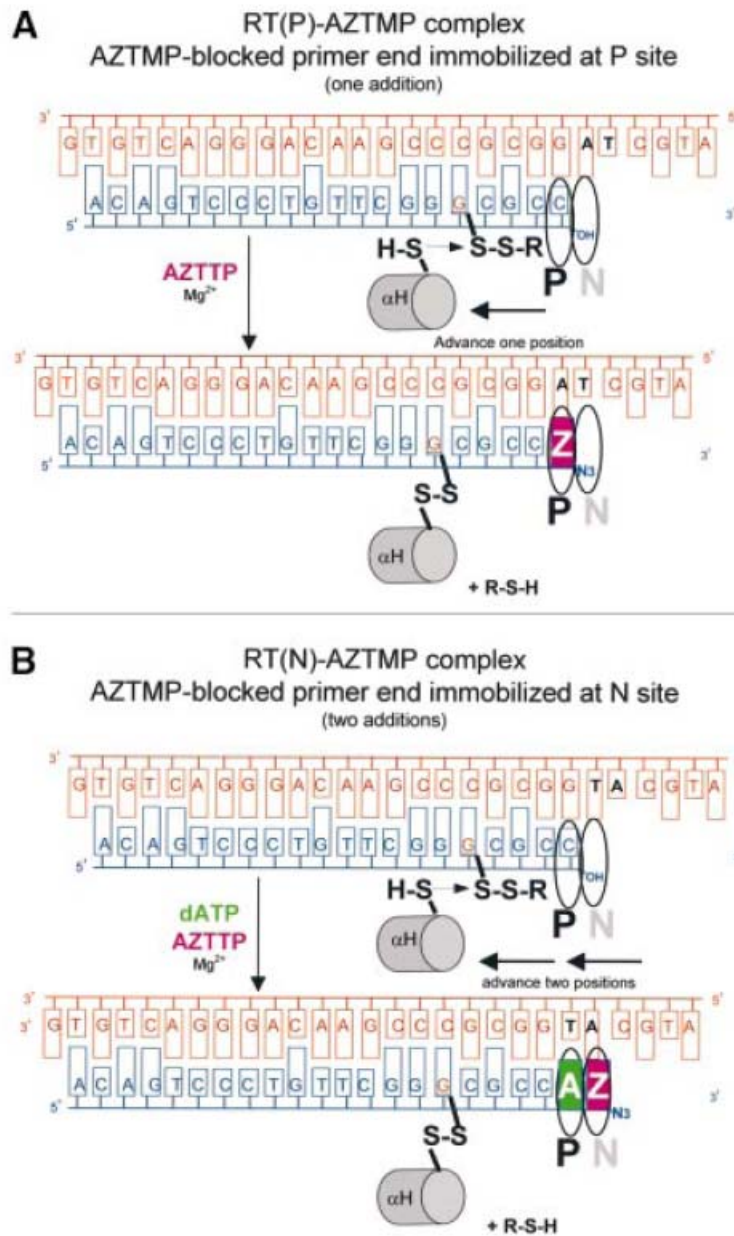 A
RT(P)-AZTMP complex
AZTMP-blocked primer end immobilized at P site
(one addition)
3'
5'
G T G T C A G G G A C A A G C C C G C G G A T C G T A
A C A G T C C C T G T T C G G G C G C C
5'
3'
OH
H-S S-S-R
P N
AZTTP
Mg2+
αH
Advance one position
3'
5'
G T G T C A G G G A C A A G C C C G C G G A T C G T A
A C A G T C C C T G T T C G G G C G C C Z
5'
N3
3'
S-S
P N
αH
+ R-S-H
B
RT(N)-AZTMP complex
AZTMP-blocked primer end immobilized at N site
(two additions)
3'
G T G T C A G G G A C A A G C C C G C G G T A C G T A
A C A G T C C C T G T T C G G G C G C C
5'
OH
H-S S-S-R
P N
dATP
AZTTP
Mg2+
αH
advance two positions
3'
5'
3' G T G T C A G G G A C A A G C C C G C G G T A C G T A
A C A G T C C C T G T T C G G G C G C C A Z
5'
N3
3'
S-S
P N
αH
+ R-S-H